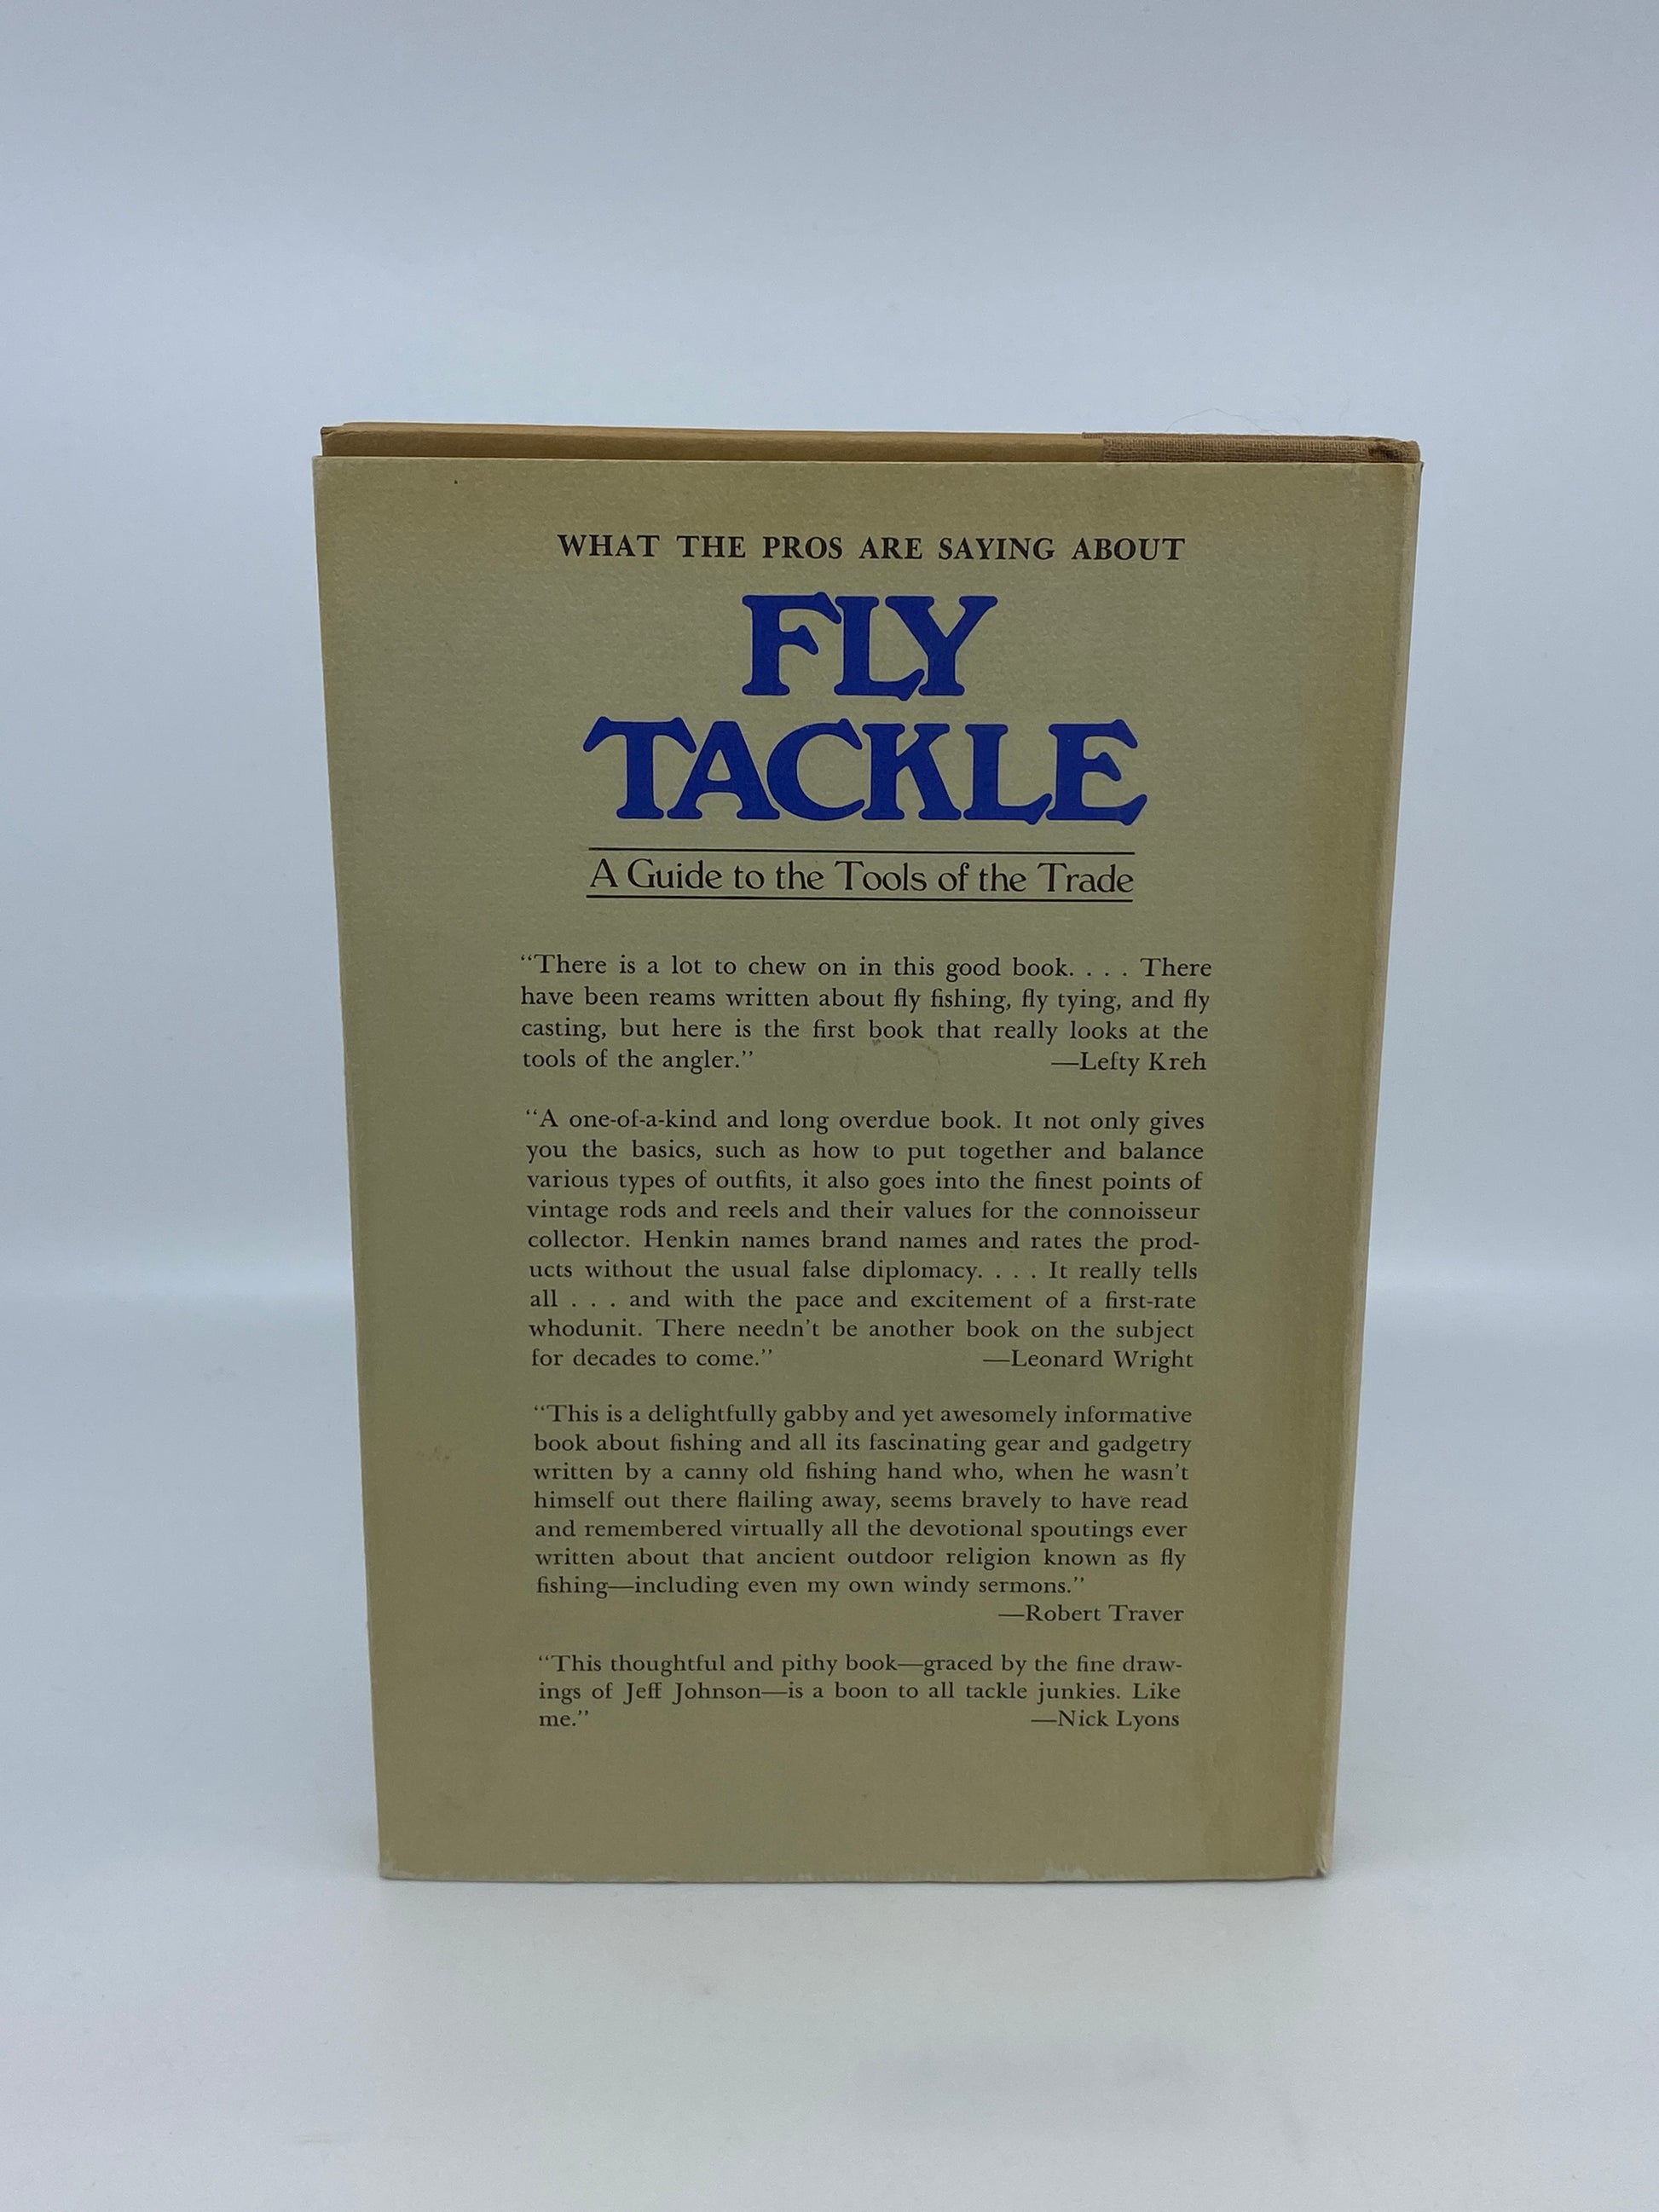 WHAT THE PROS ARE SAYING ABOUT
FLY
TACKLE
A Guide to the Tools of the Trade
“There is a lot to chew on in this good book. . . . There
have been reams written about fly fishing, fly tying, and fly
casting, but here is the first book that really looks at the
tools of the angler.” —Lefty Kreh
“A one-of-a-kind and long overdue book. It not only gives
you the basics, such as how to put together and balance
various types of outfits, it also goes into the finest points of
vintage rods and reels and their values for the connoisseur
collector. Henkin names brand names and rates the prod-
ucts without the usual false diplomacy. . . . It really tells
all . . . and with the pace and excitement of a first-rate
whodunit. There needn't be another book on the subject
for decades to come.” —Leonard Wright
“This is a delightfully gabby and yet awesomely informative
book about fishing and all its fascinating gear and gadgetry
written by a canny old fishing hand who, when he wasn't
himself out there flailing away, seems bravely to have read
and remembered virtually all the devotional spoutings ever
written about that ancient outdoor religion known as fly
fishing—including even my own windy sermons.”
—Robert Traver
“This thoughtful and pithy book—graced by the fine draw-
ings of Jeff Johnson—is a boon to all tackle junkies. Like
me.” —Nick Lyons